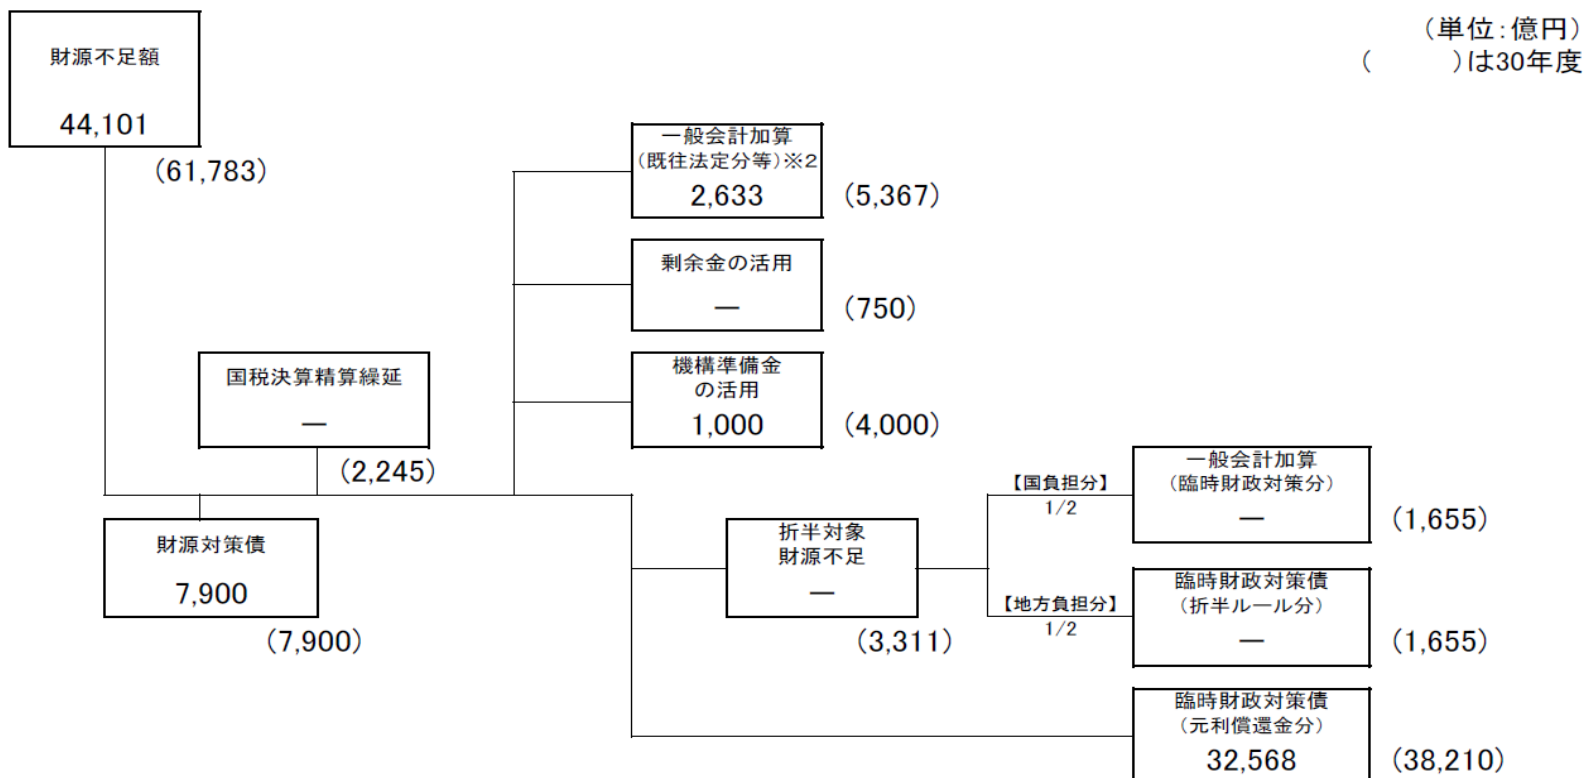 （単位：億円）
（　　　）は30年度
財源不足額
44,101
（61,783）
一般会計加算
（既往法定分等）※2
2,633
（5,367）
剰余金の活用
―
（750）
国税決算精算繰延
―
（2,245）
機構準備金
の活用
1,000
（4,000）
財源対策債
7,900
（7,900）
折半対象
財源不足
―
（3,311）
【国負担分】
1/2
一般会計加算
（臨時財政対策分）
―
（1,655）
【地方負担分】
1/2
臨時財政対策債
（折半ルール分）
―
（1,655）
臨時財政対策債
（元利償還金分）
32,568
（38,210）